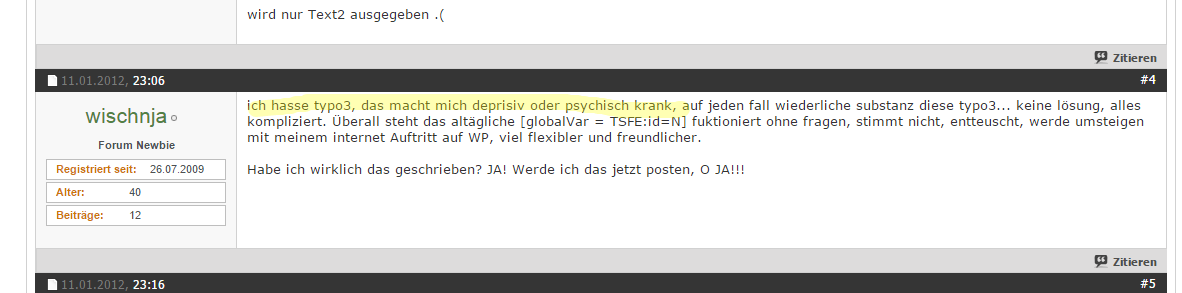 wird nur Text2 ausgegeben .(
Zitieren
11.01.2012, 23:06
#4
wischnja
Forum Newbie
Registriert seit: 26.07.2009
Alter: 40
Beiträge: 12
ich hasse typo3, das macht mich deprisiv oder psychisch krank, auf jeden fall wiederliche substanz diese typo3... keine lösung, alles
kompliziert. Überall steht das altägliche [globalVar = TSFE:id=N] fuktioniert ohne fragen, stimmt nicht, entteuscht, werde umsteigen
mit meinem internet Auftritt auf WP, viel flexibler und freundlicher.
Habe ich wirklich das geschrieben? JA! Werde ich das jetzt posten, O JA!!!
Zitieren
11.01.2012, 23:16
#5